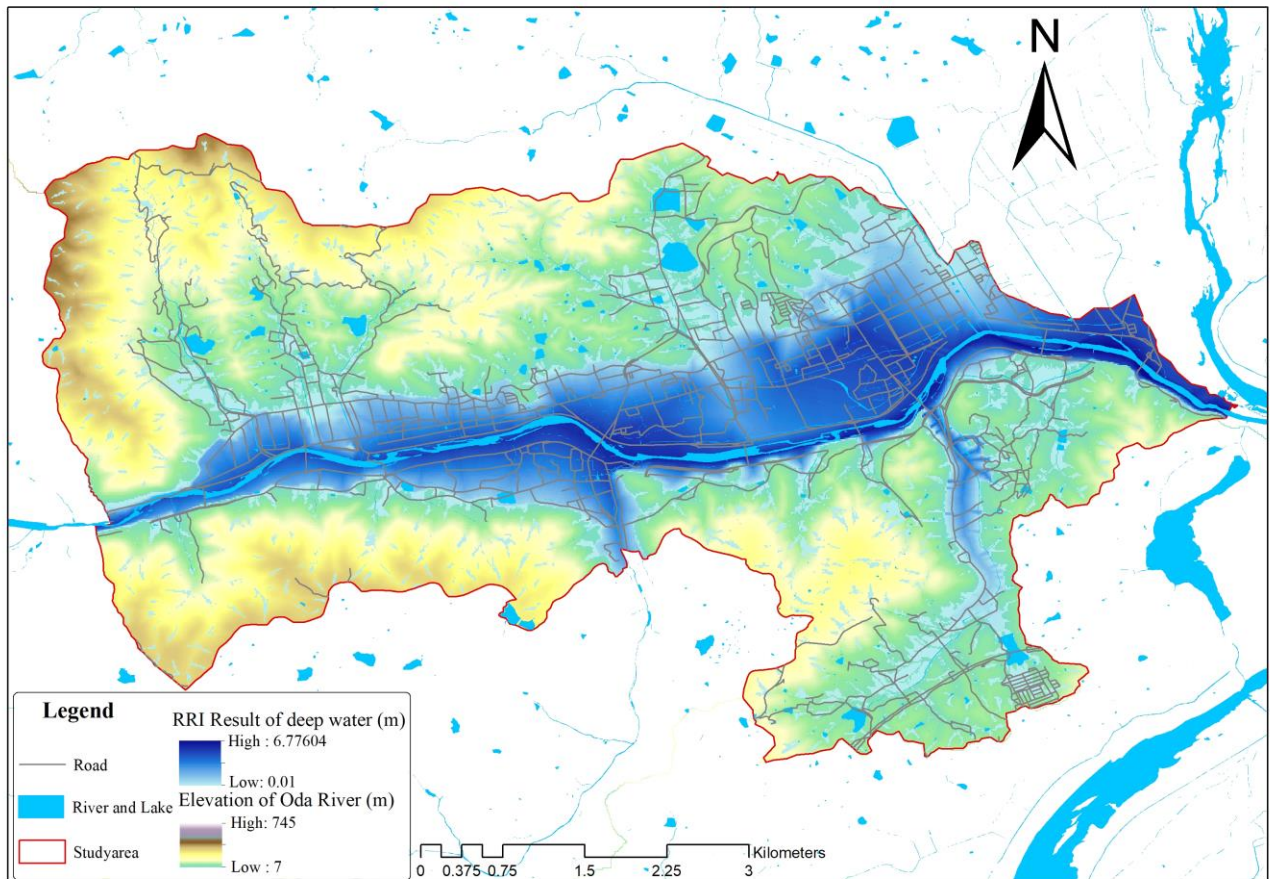 N
Legend
Road
River and Lake
Studyarea
RRI Result of deep water (m)
High : 6.77604
Low: 0.01
Elevation of Oda River (m)
High: 745
Low : 7
Kilometers
0 0.375 0.75 1.5 2.25 3